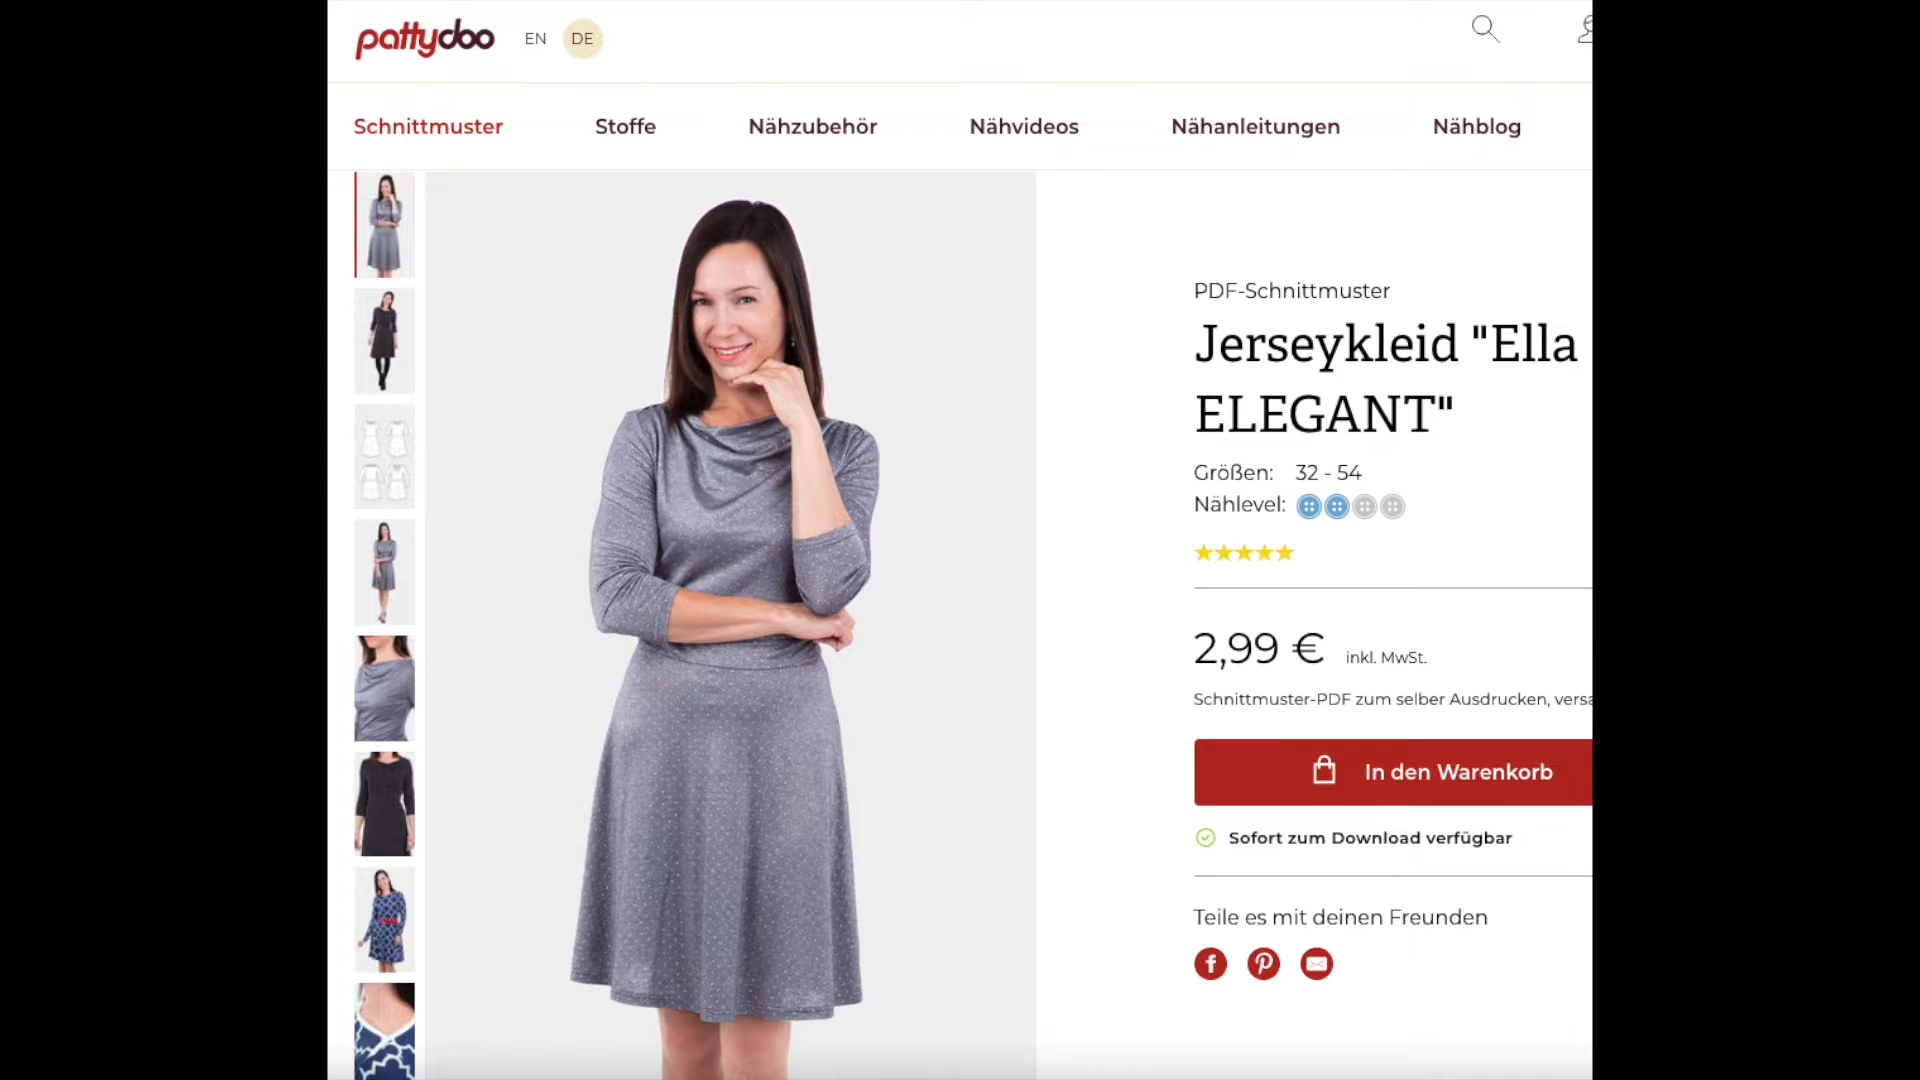 pattydoo
EN
DE
Schnittmuster
Stoffe
Nähzubehör
Nähvideos
Nähanleitungen
Nähblog
PDF-Schnittmuster
Jerseykleid "Ella
ELEGANT"
Größen: 32 - 54
Nählevel:
2,99 € inkl. MwSt.
Schnittmuster-PDF zum selber Ausdrucken,
In den Warenkorb
Sofort zum Download verfügbar
Teile es mit deinen Freunden